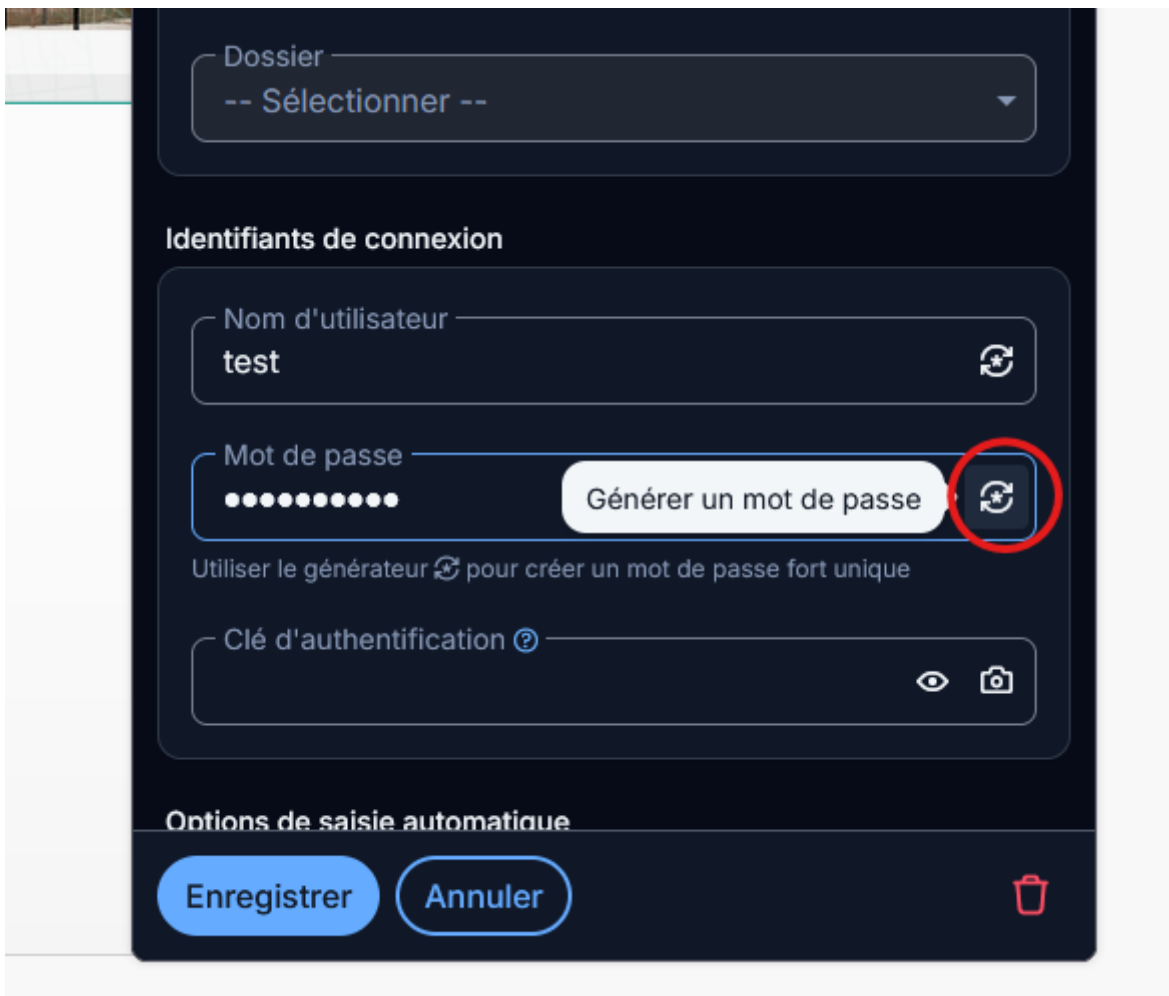 Dossier
-- Sélectionner --
Identifiants de connexion
Nom d'utilisateur
test
Mot de passe
••••••••••
Générer un mot de passe
Utiliser le générateur pour créer un mot de passe fort unique
Clé d'authentification
Options de saisie automatique
Enregistrer
Annuler